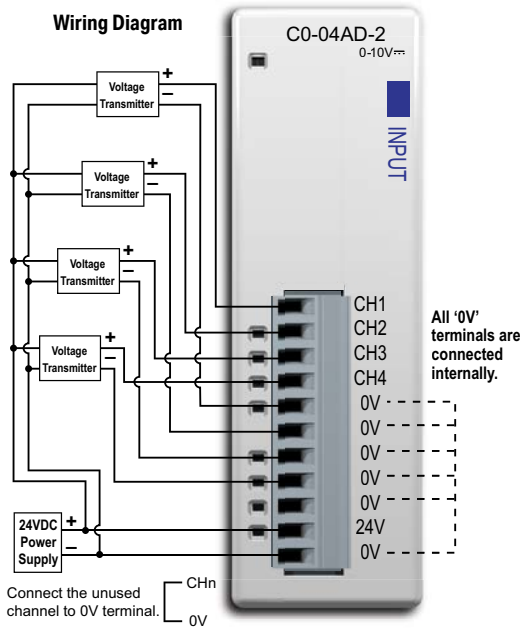 Wiring Diagram
C0-04AD-2
0-10V⎓
INPUT
Voltage
Transmitter
+
–
Voltage
Transmitter
+
–
Voltage
Transmitter
+
–
Voltage
Transmitter
+
–
CH1
CH2
CH3
CH4
0V
0V
0V
0V
0V
24V
0V
All ‘0V’
terminals are
connected
internally.
24VDC
Power
Supply
+
–
Connect the unused
channel to 0V terminal.
CHn
0V